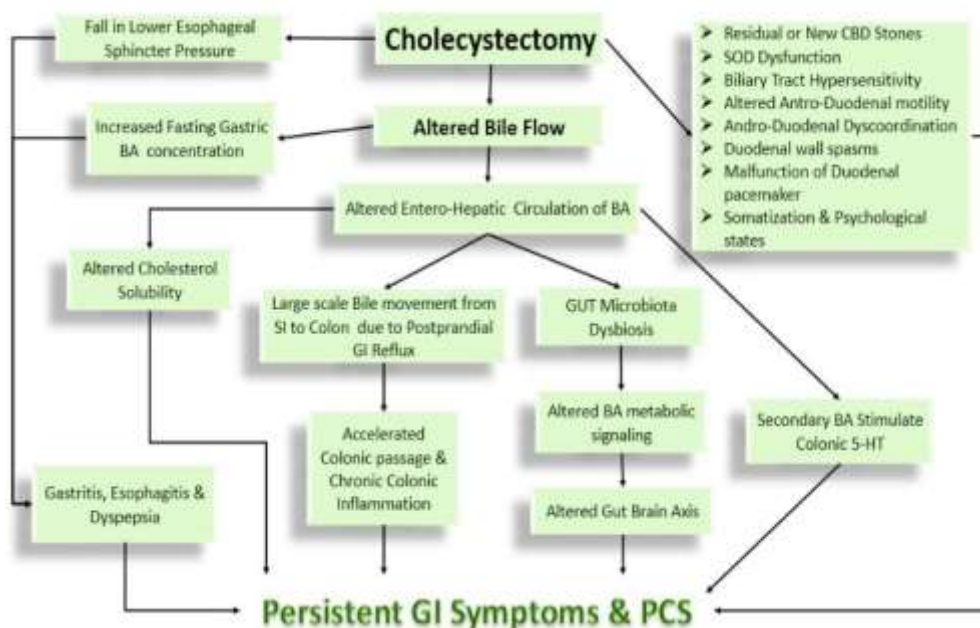 Fall in Lower Esophageal
Sphincter Pressure
Cholecystectomy
Residual or New CBD Stones
SOD Dysfunction
Biliary Tract Hypersensitivity
Altered Antro-Duodenal motility
Andro-Duodenal Dyscoordination
Duodenal wall spasms
Malfunction of Duodenal
pacemaker
Somatization & Psychological
states
Increased Fasting Gastric
BA concentration
Altered Bile Flow
Altered Entero-Hepatic Circulation of BA
Altered Cholesterol
Solubility
Large scale Bile movement from
SI to Colon due to Postprandial
GI Reflux
GUT Microbiota
Dysbiosis
Accelerated
Colonic passage &
Chronic Colonic
Inflammation
Altered BA metabolic
signaling
Secondary BA Stimulate
Colonic 5-HT
Gastritis, Esophagitis &
Dyspepsia
Altered Gut Brain Axis
Persistent GI Symptoms & PCS